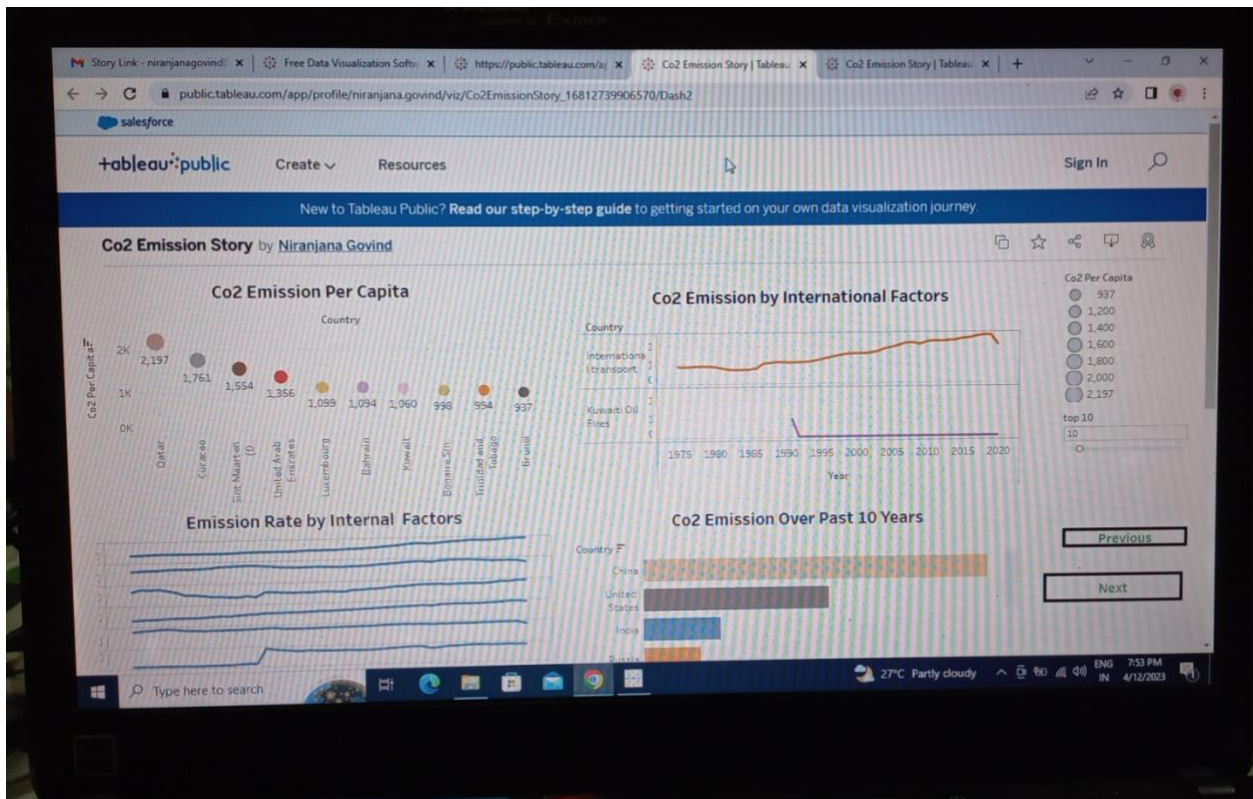 Story Link - niranjanagovind
Free Data Visualization Softw
https://public.tableau.com/a
Co2 Emission Story | Tableau
Co2 Emission Story | Tableau
public.tableau.com/app/profile/niranjana.govind/viz/Co2EmissionStory_16812739906570/Dash2
salesforce
+ableau public
Create
Resources
Sign In
New to Tableau Public? Read our step-by-step guide to getting started on your own data visualization journey.
Co2 Emission Story by Niranjana Govind
Co2 Emission Per Capita
Country
Co2 Per Capita
2K
1K
0K
2,197
1,761
1,554
1,356
1,099
1,094
1,060
998
994
937
Qatar
Curacao
Sint Maarten
(D
United Arab
Emirates
Luxembourg
Bahrain
Kuwait
Bonaire Sin
Trinidad and
Tobago
Brunei
Co2 Emission by International Factors
Country
Internationa
l transport
Kuwaiti Oil
Fires
1975 1980 1985 1990 1995 2000 2005 2010 2015 2020
Year
Co2 Per Capita
937
1,200
1,400
1,600
1,800
2,000
2,197
top 10
10
Emission Rate by Internal Factors
Co2 Emission Over Past 10 Years
Country
China
United
States
India
Russia
Previous
Next
Type here to search
27°C Partly cloudy
ENG
IN
7:53 PM
4/12/2023